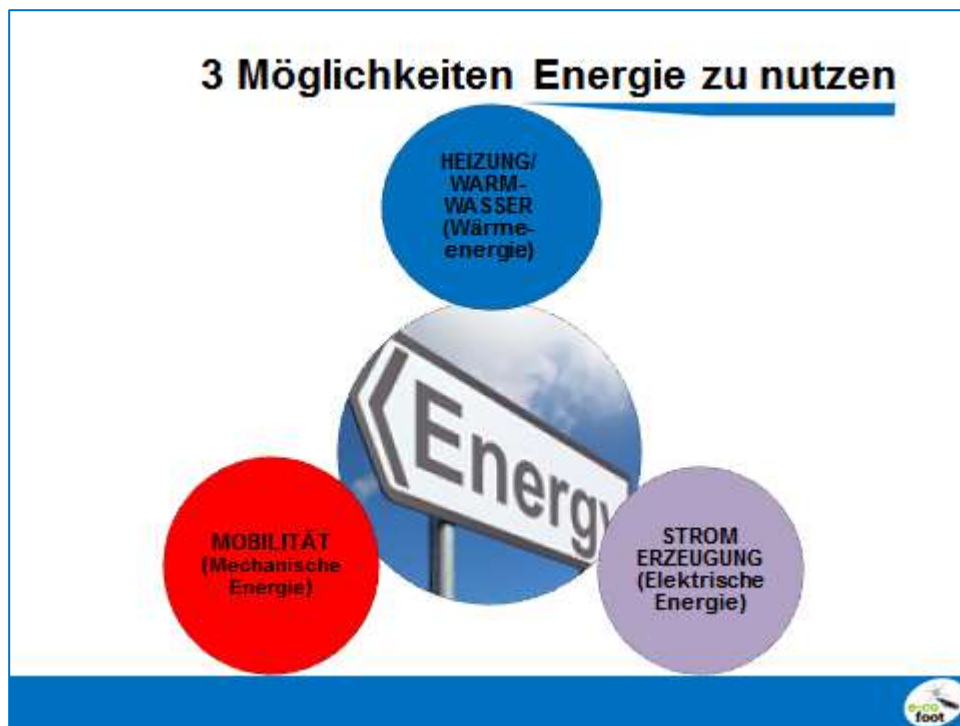 3 Möglichkeiten Energie zu nutzen
HEIZUNG/
WARM-
WASSER
(Wärme-
energie)
Energy
MOBILITÄT
(Mechanische
Energie)
STROM
ERZEUGUNG
(Elektrische
Energie)
e-co
foot